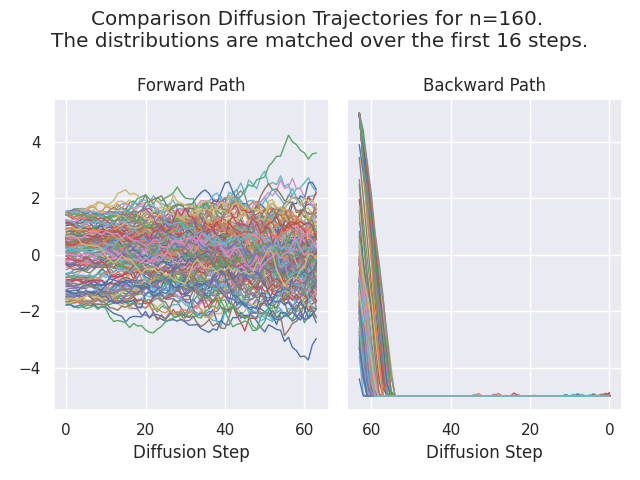 Comparison Diffusion Trajectories for n=160.
The distributions are matched over the first 16 steps.
Forward Path
Backward Path
4
2
0
−2
−4
0 20 40 60
60 40 20 0
Diffusion Step
Diffusion Step